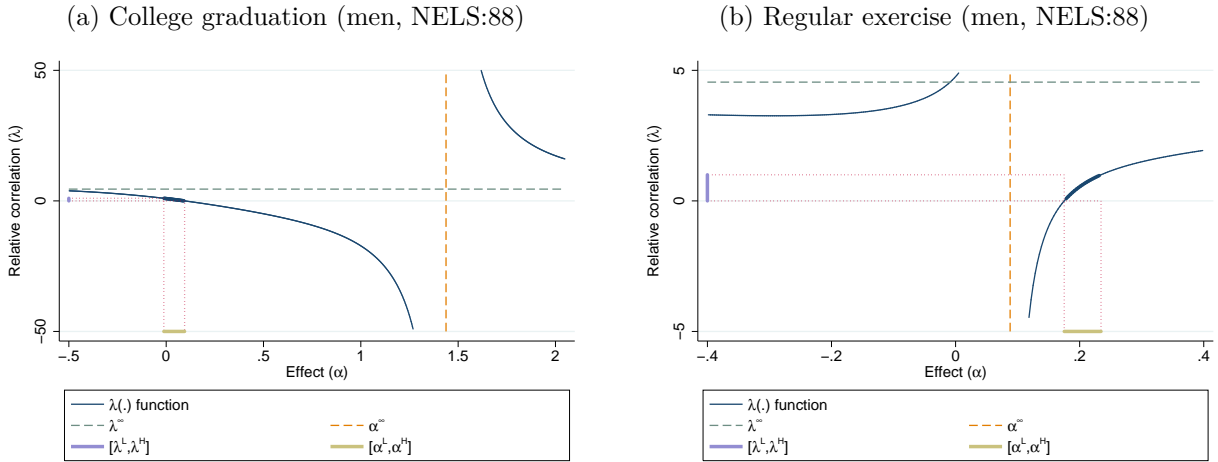 (a) College graduation (men, NELS:88)
50
0
−50
Relative correlation (λ)
−.5 0 .5 1 1.5 2
Effect (α)
λ(.) function
λ∞ α∞
[λL,λH] [αL,αH]
(b) Regular exercise (men, NELS:88)
5
0
−5
Relative correlation (λ)
−.4 −.2 0 .2 .4
Effect (α)
λ(.) function
λ∞ α∞
[λL,λH] [αL,αH]